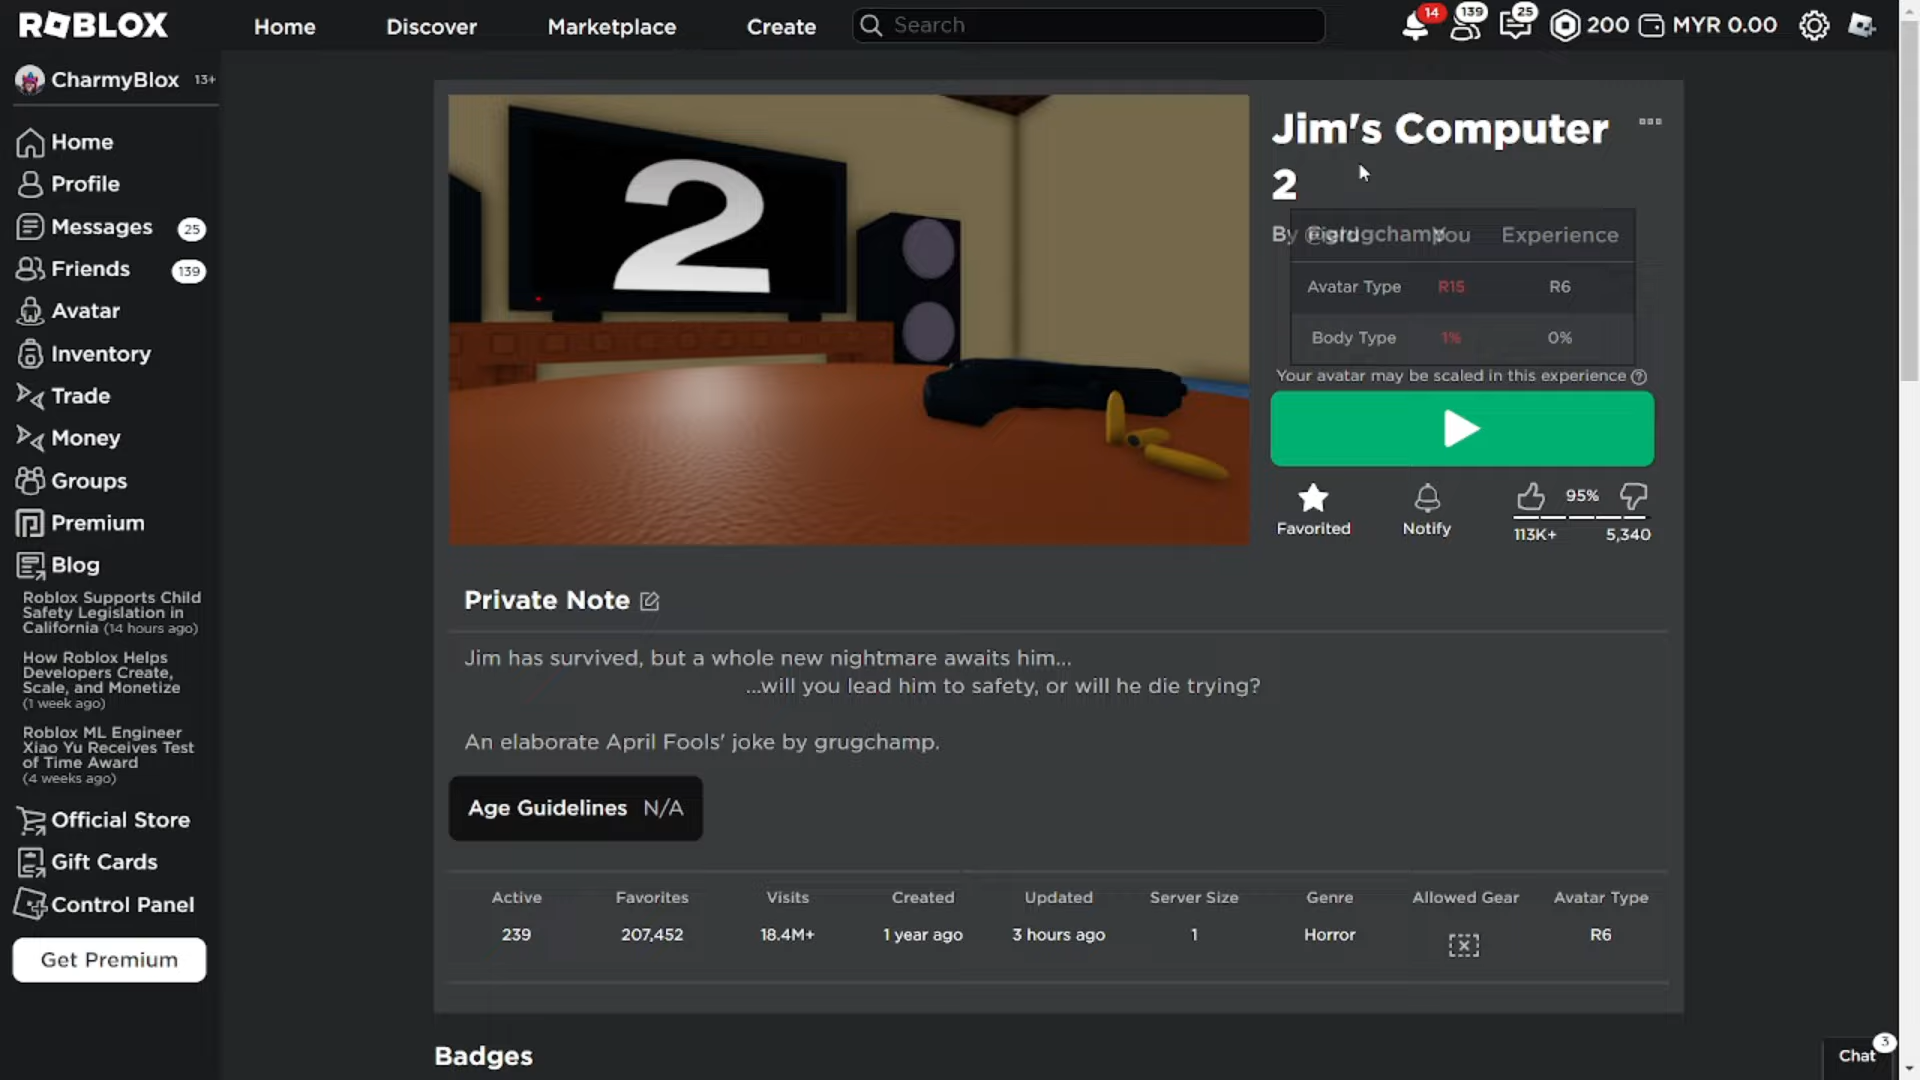 ROBLOX
Home
Discover
Marketplace
Create
Search
14
139
25
200
MYR 0.00
CharmyBlox 13+
Home
Profile
Messages 25
Friends 139
Avatar
Inventory
Trade
Money
Groups
Premium
Blog
Roblox Supports Child
Safety Legislation in
California (14 hours ago)
How Roblox Helps
Developers Create,
Scale, and Monetize
(1 week ago)
Roblox ML Engineer
Xiao Yu Receives Test
of Time Award
(4 weeks ago)
Official Store
Gift Cards
Control Panel
Get Premium
2
Jim's Computer
2
By @grugchamp
You Experience
Avatar Type R15 R6
Body Type 1% 0%
Your avatar may be scaled in this experience
Favorited
Notify
95%
113K+ 5,340
Private Note
Jim has survived, but a whole new nightmare awaits him...
...will you lead him to safety, or will he die trying?
An elaborate April Fools' joke by grugchamp.
Age Guidelines N/A
Active Favorites Visits Created Updated Server Size Genre Allowed Gear Avatar Type
239 207,452 18.4M+ 1 year ago 3 hours ago 1 Horror R6
Badges
Chat 3